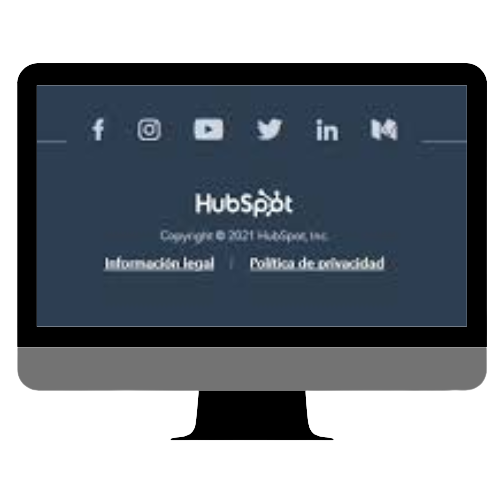 HubSpot
Copyright © 2021 HubSpot, Inc.
Información legal | Política de privacidad